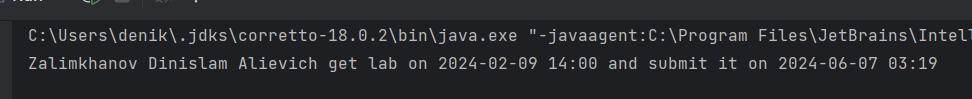 C:\Users\denik\.jdks\corretto-18.0.2\bin\java.exe "-javaagent:C:\Program Files\JetBrains\Intell
Zalimkhanov Dinislam Alievich get lab on 2024-02-09 14:00 and submit it on 2024-06-07 03:19